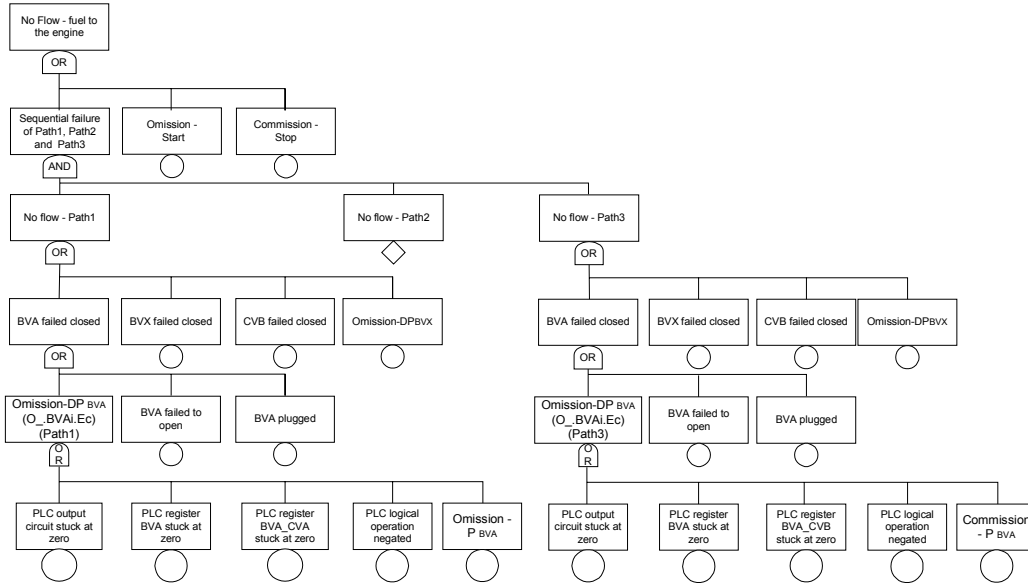 No Flow - fuel to
the engine
OR
Sequential failure
of Path1, Path2
and Path3
Omission -
Start
Commission -
Stop
AND
No flow - Path1
No flow - Path2
No flow - Path3
OR
OR
BVA failed closed
BVX failed closed
CVB failed closed
Omission-DPBVX
BVA failed closed
BVX failed closed
CVB failed closed
Omission-DPBVX
OR
OR
Omission-DP BVA
(O_.BVAi.Ec)
(Path1)
BVA failed to
open
BVA plugged
Omission-DP BVA
(O_.BVAi.Ec)
(Path3)
BVA failed to
open
BVA plugged
O
R
O
R
PLC output
circuit stuck at
zero
PLC register
BVA stuck at
zero
PLC register
BVA_CVA
stuck at zero
PLC logical
operation
negated
Omission -
P BVA
PLC output
circuit stuck at
zero
PLC register
BVA stuck at
zero
PLC register
BVA_CVB
stuck at zero
PLC logical
operation
negated
Commission
- P BVA